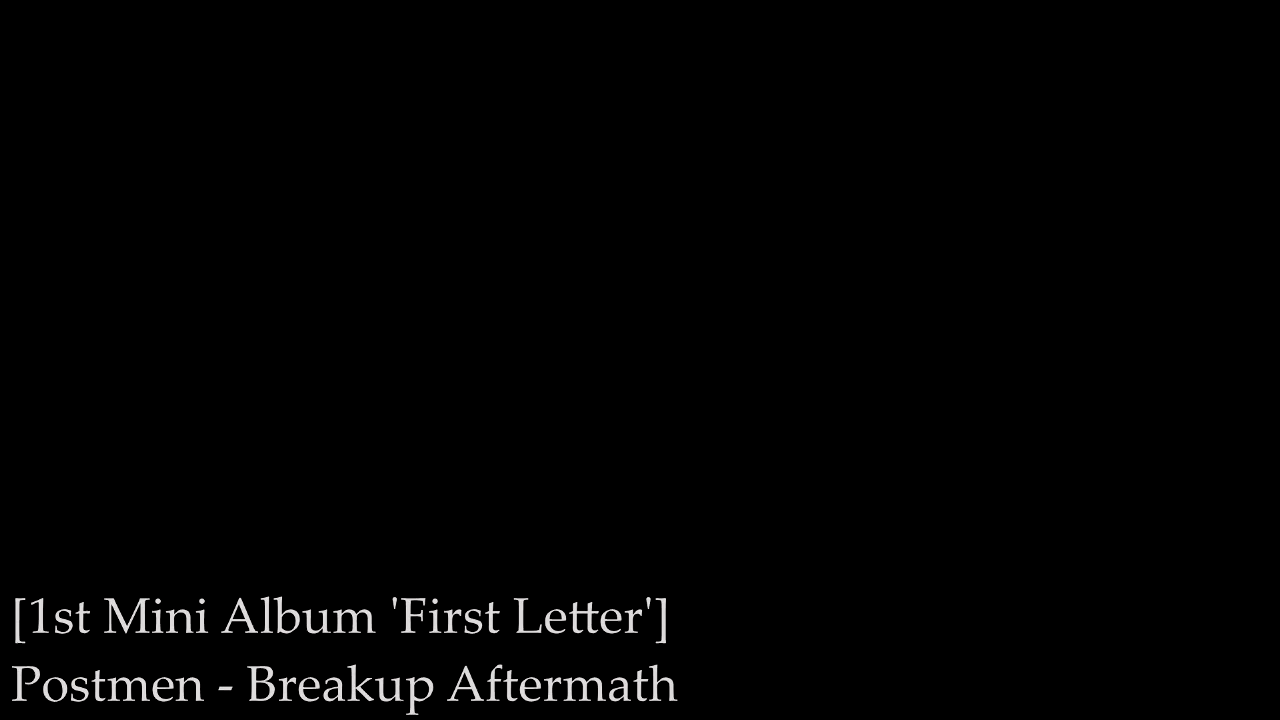 [1st Mini Album 'First Letter']
Postmen - Breakup Aftermath